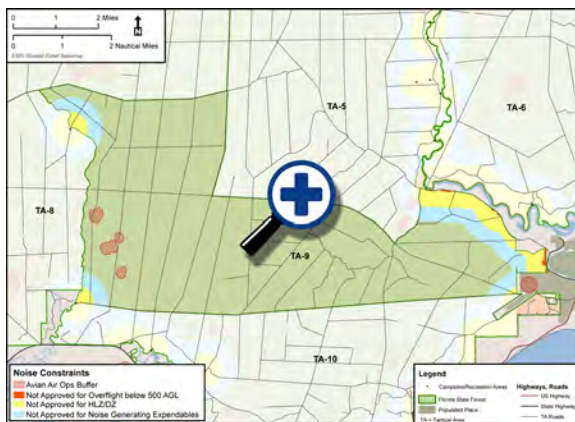 0 1 2 Miles
0 1 2 Nautical Miles
N
TA-5
TA-6
TA-8
TA-9
TA-10
Noise Constraints
Avian Air Ops Buffer
Not Approved for Overflight below 500 AGL
Not Approved for HLZ/DZ
Not Approved for Noise Generating Expendables
Legend
Campsites/Recreation Areas
Florida State Forest
Populated Place
TA = Tactical Area
Highways, Roads
US Highway
State Highway
TA Roads